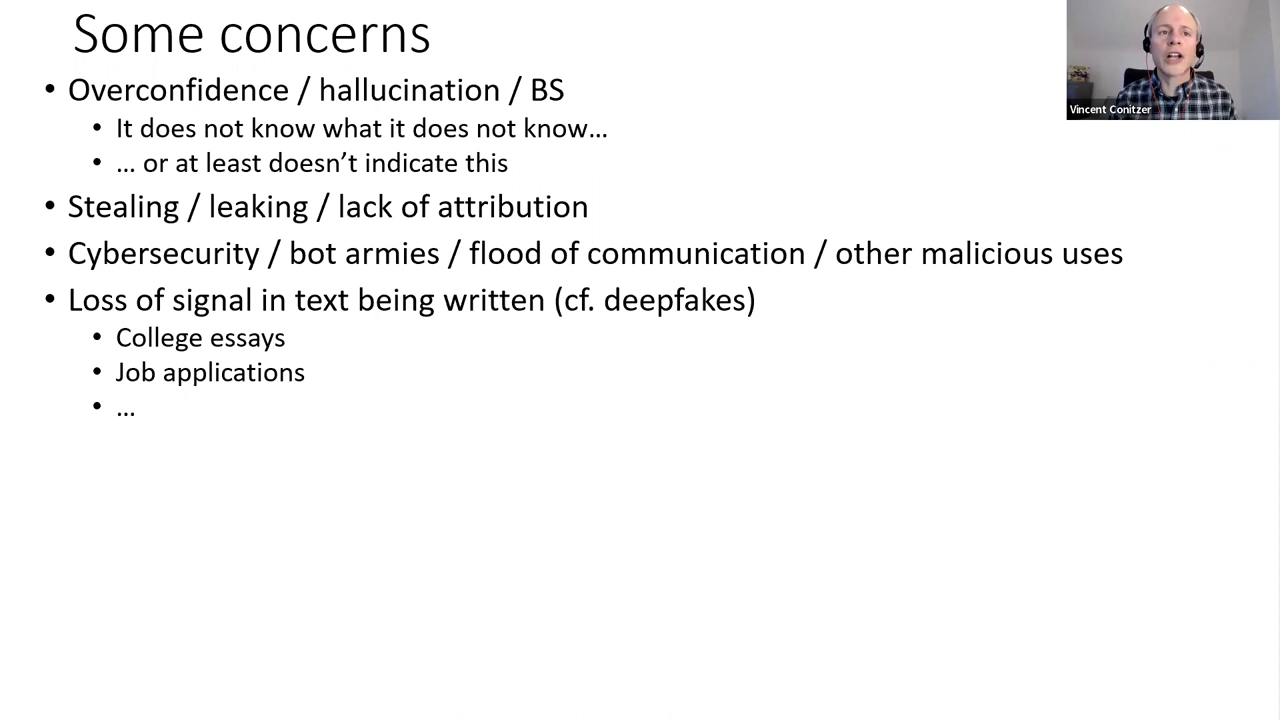 Some concerns
• Overconfidence / hallucination / BS
• It does not know what it does not know…
• … or at least doesn’t indicate this
• Stealing / leaking / lack of attribution
• Cybersecurity / bot armies / flood of communication / other malicious uses
• Loss of signal in text being written (cf. deepfakes)
• College essays
• Job applications
• …
Vincent Conitzer